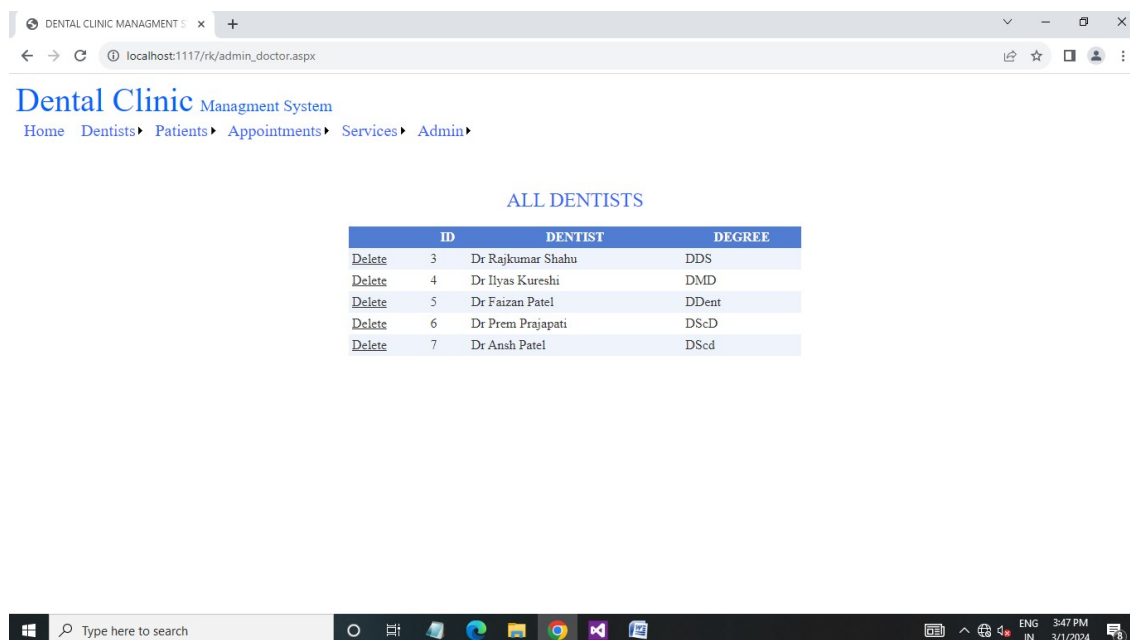 DENTAL CLINIC MANAGMENT S
localhost:1117/rk/admin_doctor.aspx
Dental Clinic Managment System
Home Dentists Patients Appointments Services Admin
ALL DENTISTS
ID DENTIST DEGREE
Delete 3 Dr Rajkumar Shahu DDS
Delete 4 Dr Ilyas Kureshi DMD
Delete 5 Dr Faizan Patel DDent
Delete 6 Dr Prem Prajapati DScD
Delete 7 Dr Ansh Patel DScd
Type here to search
ENG 3:47 PM
IN 3/1/2024
8